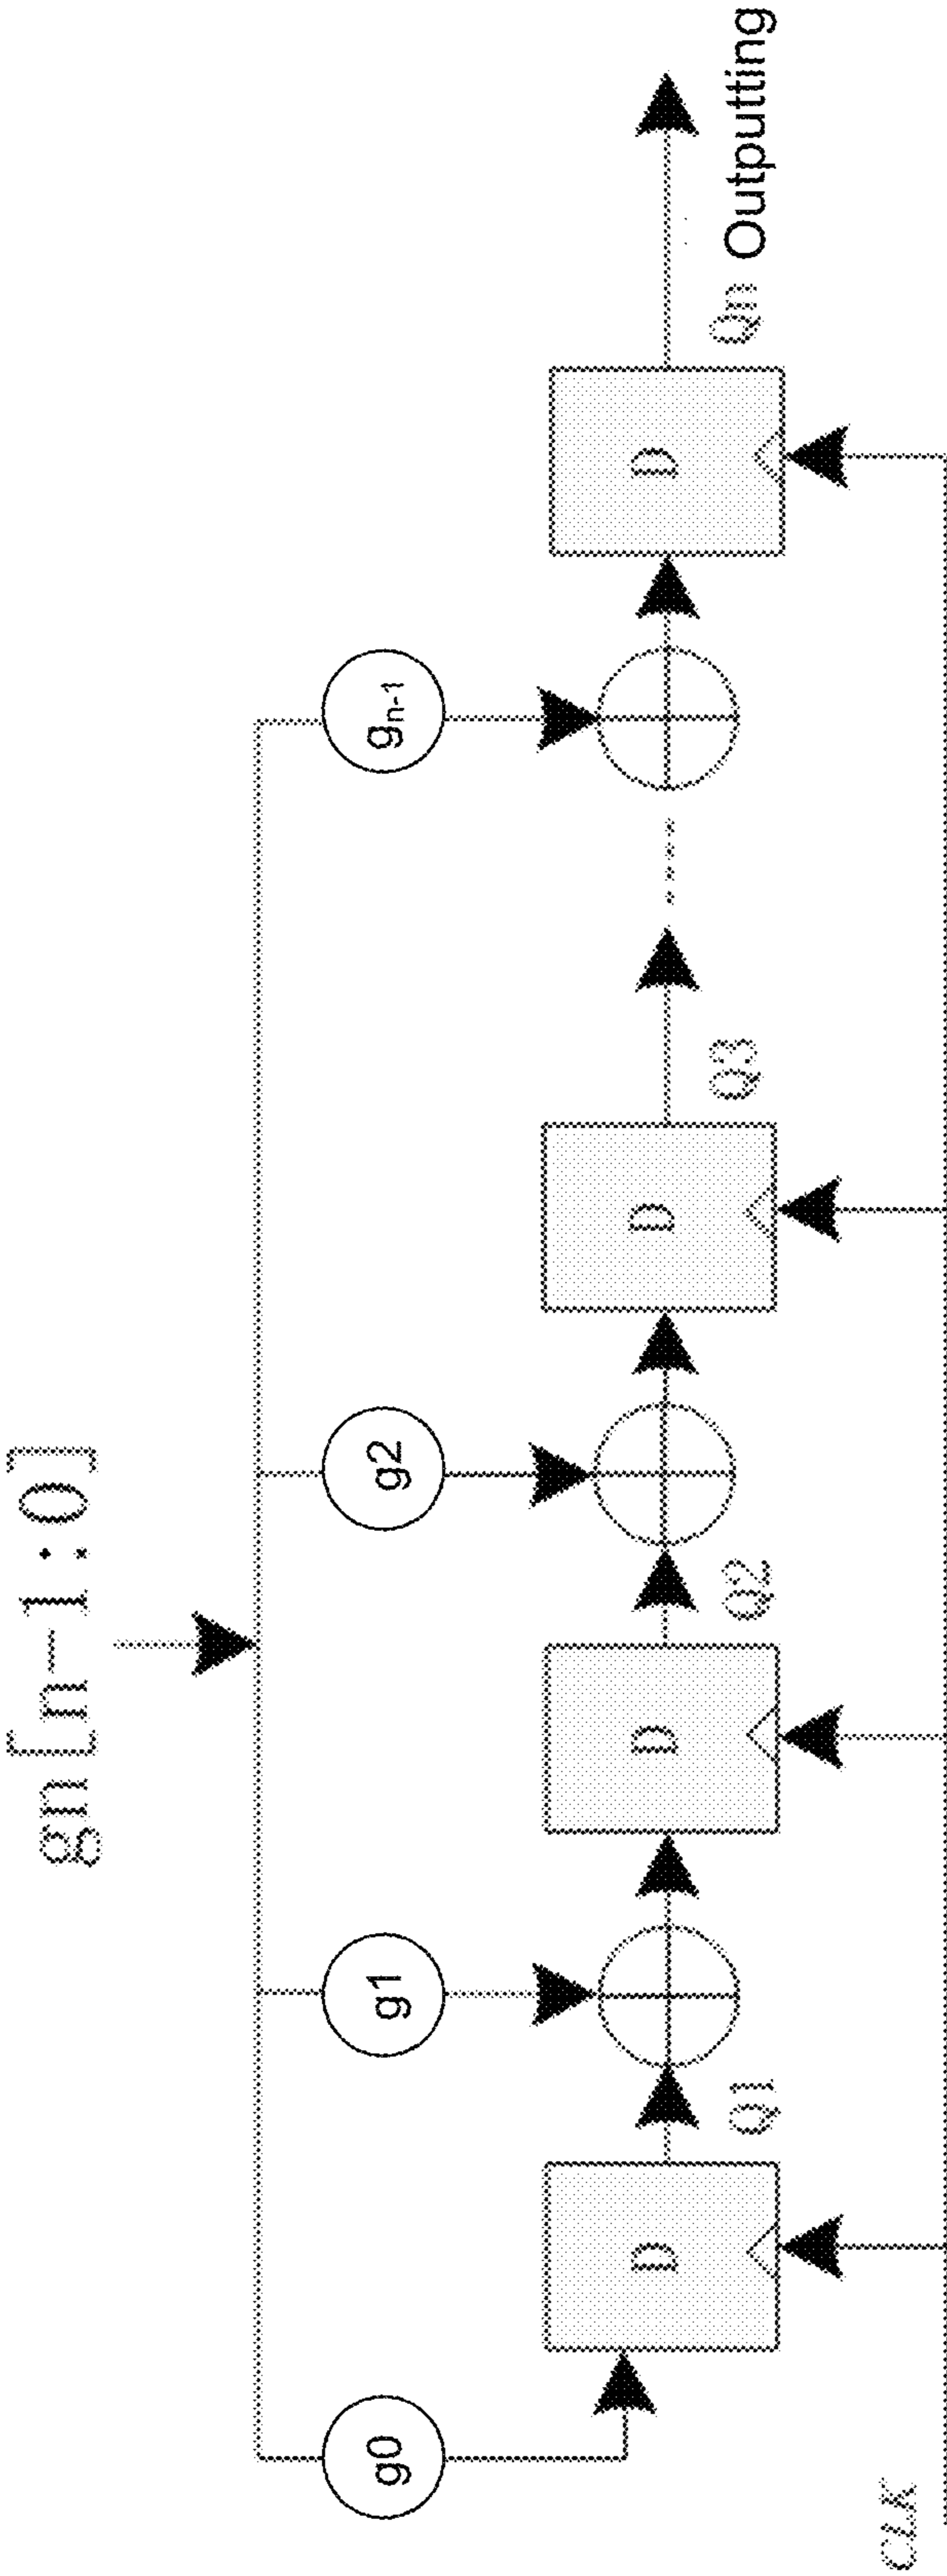 gn[n-1:0]
g0
g1
g2
gn-1
D
D
D
D
Q1
Q2
Q3
Qn Outputting
CLK